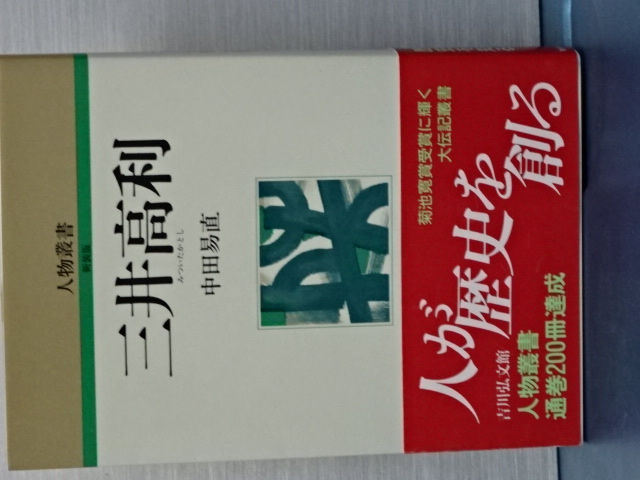 人物叢書
新装版
三井高利
みついたかとし
中田易直
菊池寛賞受賞に輝く
大伝記叢書
人が歴史を創る
吉川弘文館
人物叢書
通巻200冊達成